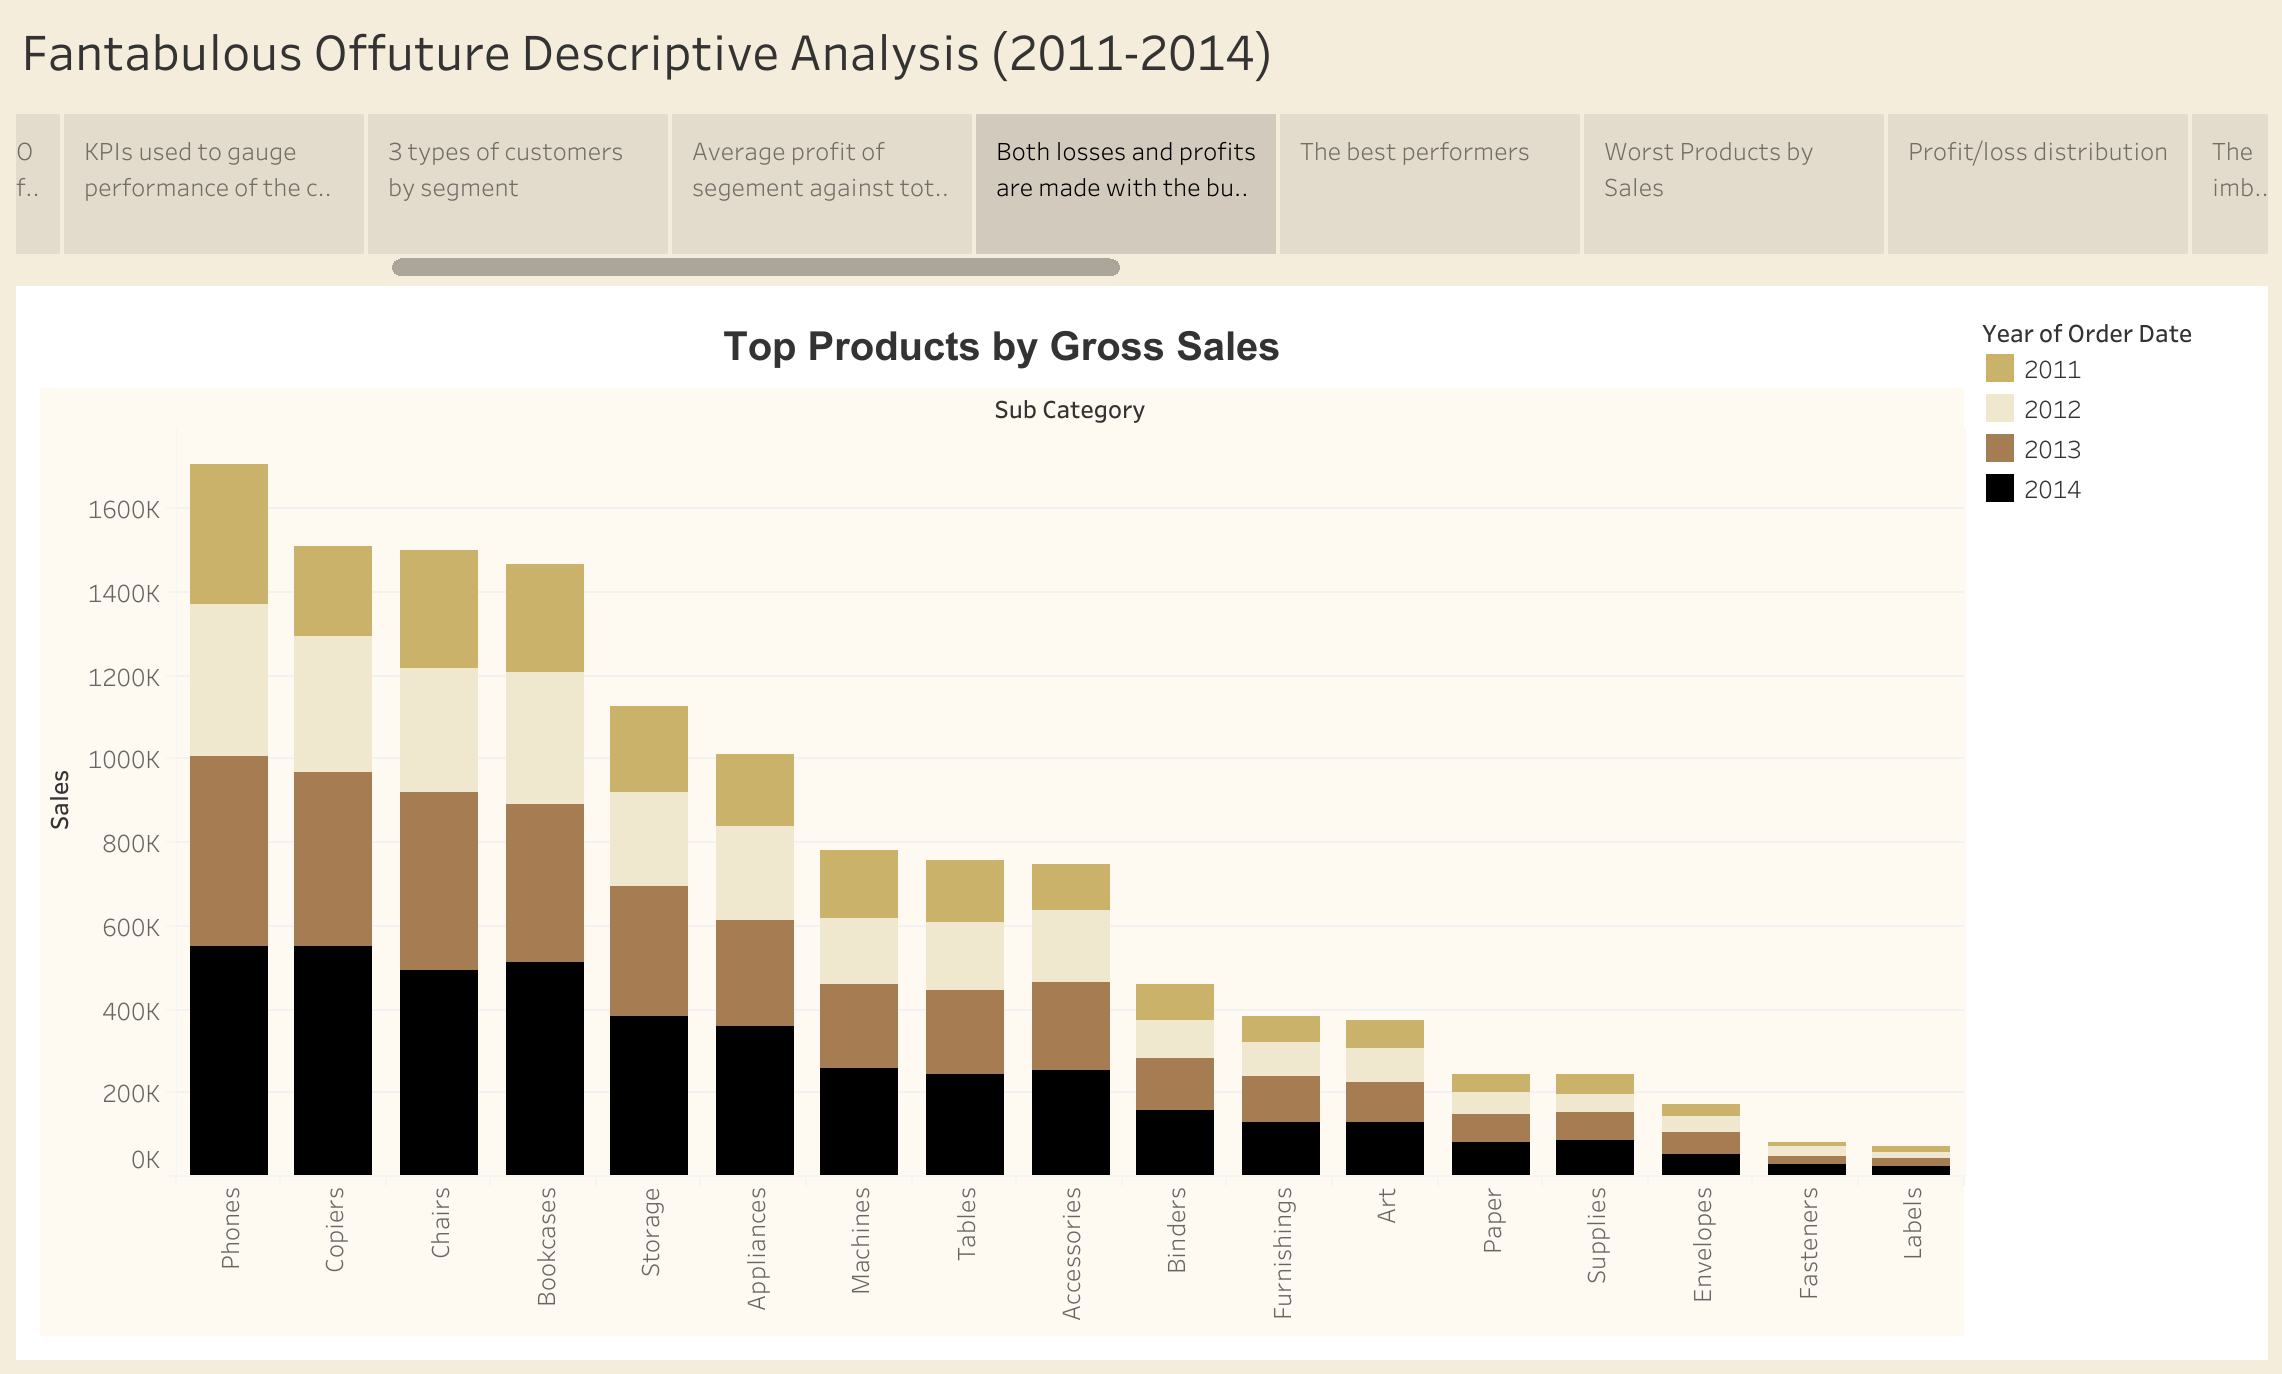 Fantabulous Offuture Descriptive Analysis (2011-2014)
O
f..
KPIs used to gauge
performance of the c..
3 types of customers
by segment
Average profit of
segement against tot..
Both losses and profits
are made with the bu..
The best performers
Worst Products by
Sales
Profit/loss distribution
The
imb..
Top Products by Gross Sales
Year of Order Date
2011
2012
2013
2014
Sub Category
Sales
1600K
1400K
1200K
1000K
800K
600K
400K
200K
0K
Phones
Copiers
Chairs
Bookcases
Storage
Appliances
Machines
Tables
Accessories
Binders
Furnishings
Art
Paper
Supplies
Envelopes
Fasteners
Labels